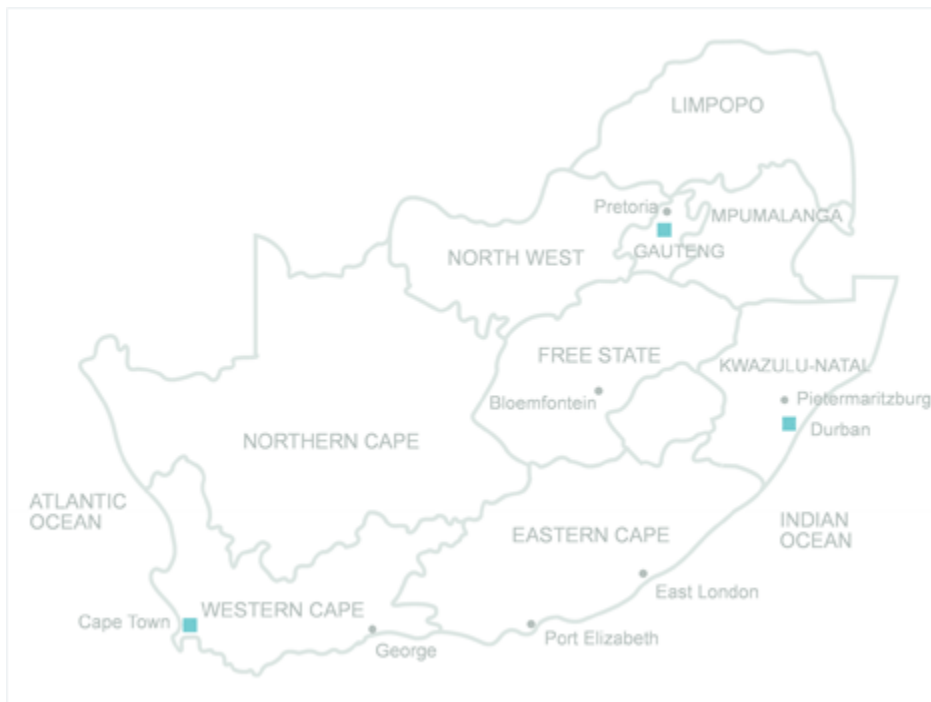 LIMPOPO
Pretoria
MPUMALANGA
NORTH WEST
GAUTENG
FREE STATE
KWAZULU-NATAL
Bloemfontein
Pietermaritzburg
Durban
NORTHERN CAPE
ATLANTIC
OCEAN
INDIAN
OCEAN
EASTERN CAPE
East London
WESTERN CAPE
Cape Town
Port Elizabeth
George